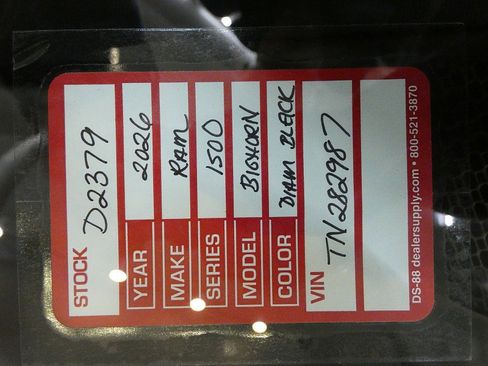 STOCK D2379
YEAR 2026
MAKE RAM
SERIES 1500
MODEL BIGHORN
COLOR DIAM BLACK
VIN TN282987
DS-88 dealersupply.com • 800-521-3870